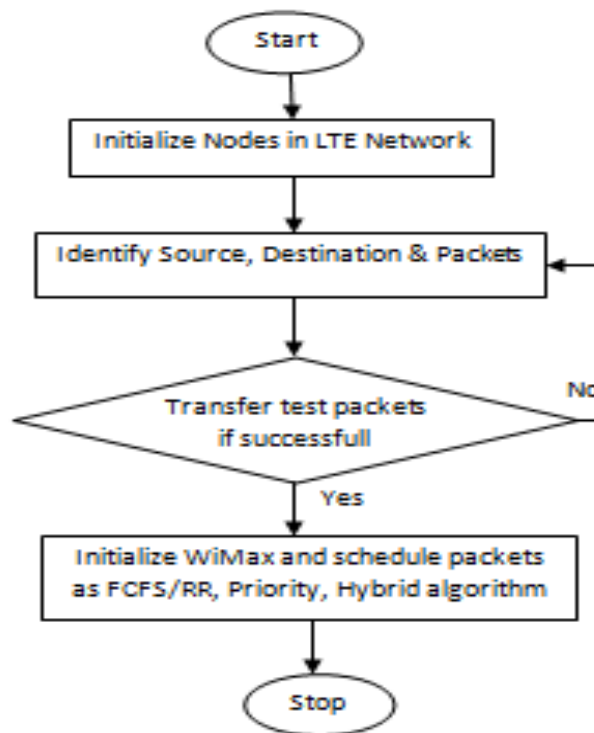 Start
Initialize Nodes in LTE Network
Identify Source, Destination & Packets
Transfer test packets
if successfull
No
Yes
Initialize WiMax and schedule packets
as FCFS/RR, Priority, Hybrid algorithm
Stop